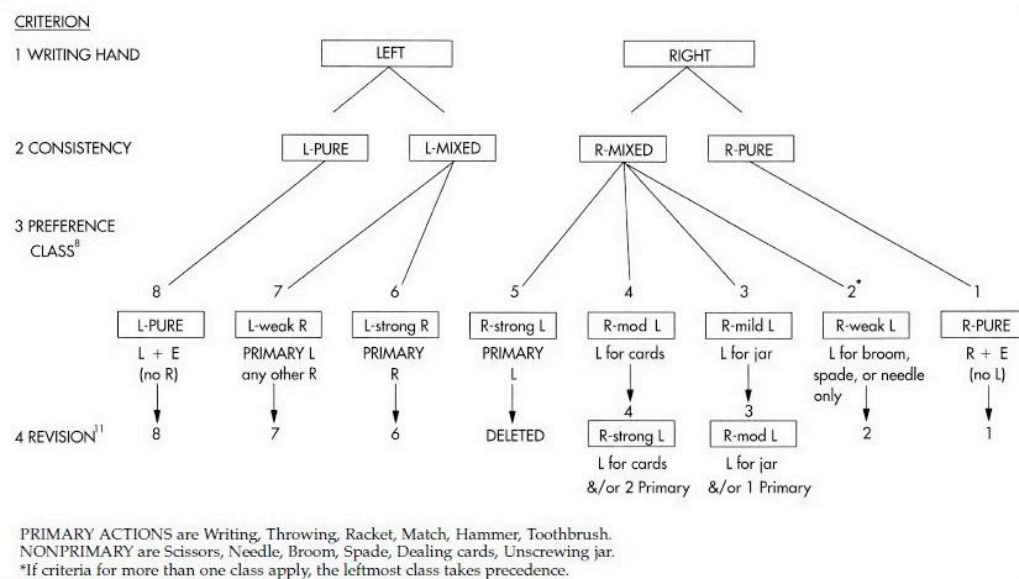 CRITERION
1 WRITING HAND
LEFT
RIGHT
2 CONSISTENCY
L-PURE
L-MIXED
R-MIXED
R-PURE
3 PREFERENCE
CLASS8
8 7 6 5 4 3 2* 1
L-PURE
L + E
(no R)
L-weak R
PRIMARY L
any other R
L-strong R
PRIMARY
R
R-strong L
PRIMARY
L
R-mod L
L for cards
R-mild L
L for jar
R-weak L
L for broom,
spade, or needle
only
R-PURE
R + E
(no L)
4 REVISION11
8
7
6
DELETED
4
R-strong L
L for cards
&/or 2 Primary
3
R-mod L
L for jar
&/or 1 Primary
2
1
PRIMARY ACTIONS are Writing, Throwing, Racket, Match, Hammer, Toothbrush.
NONPRIMARY are Scissors, Needle, Broom, Spade, Dealing cards, Unscrewing jar.
*If criteria for more than one class apply, the leftmost class takes precedence.